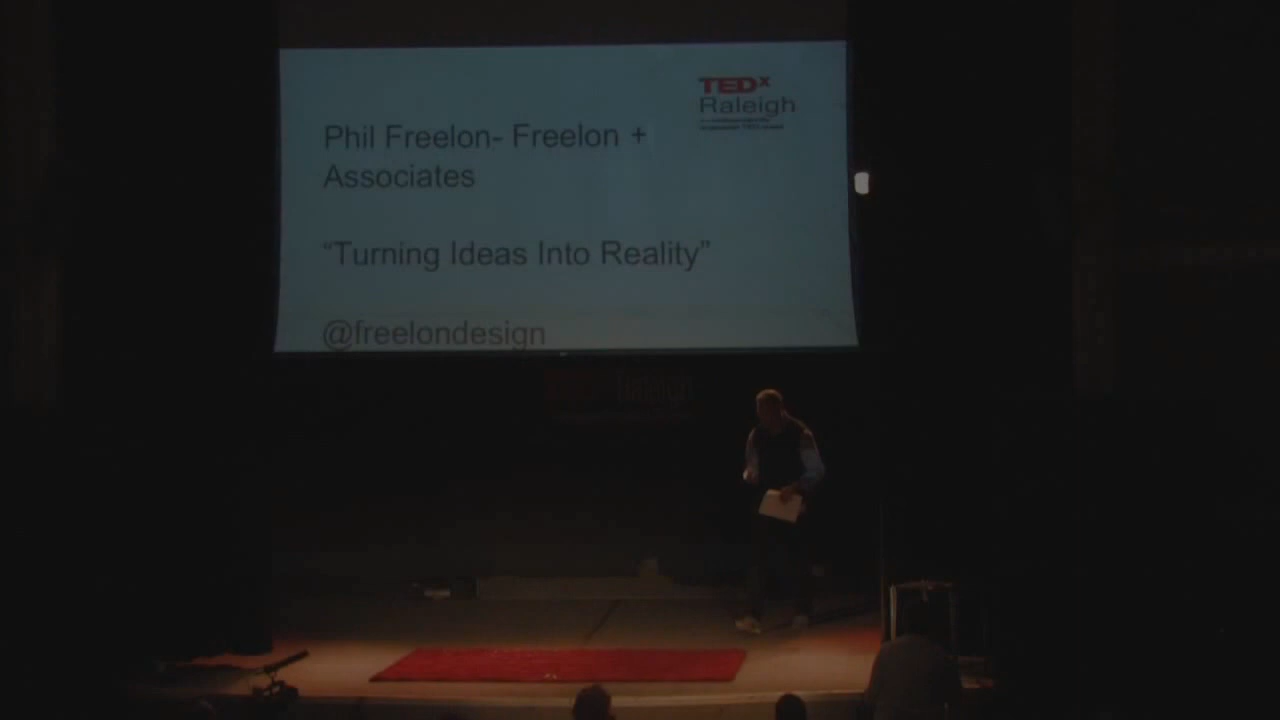 TEDx
Raleigh
Phil Freelon- Freelon +
Associates
“Turning Ideas Into Reality”
@freelondesign